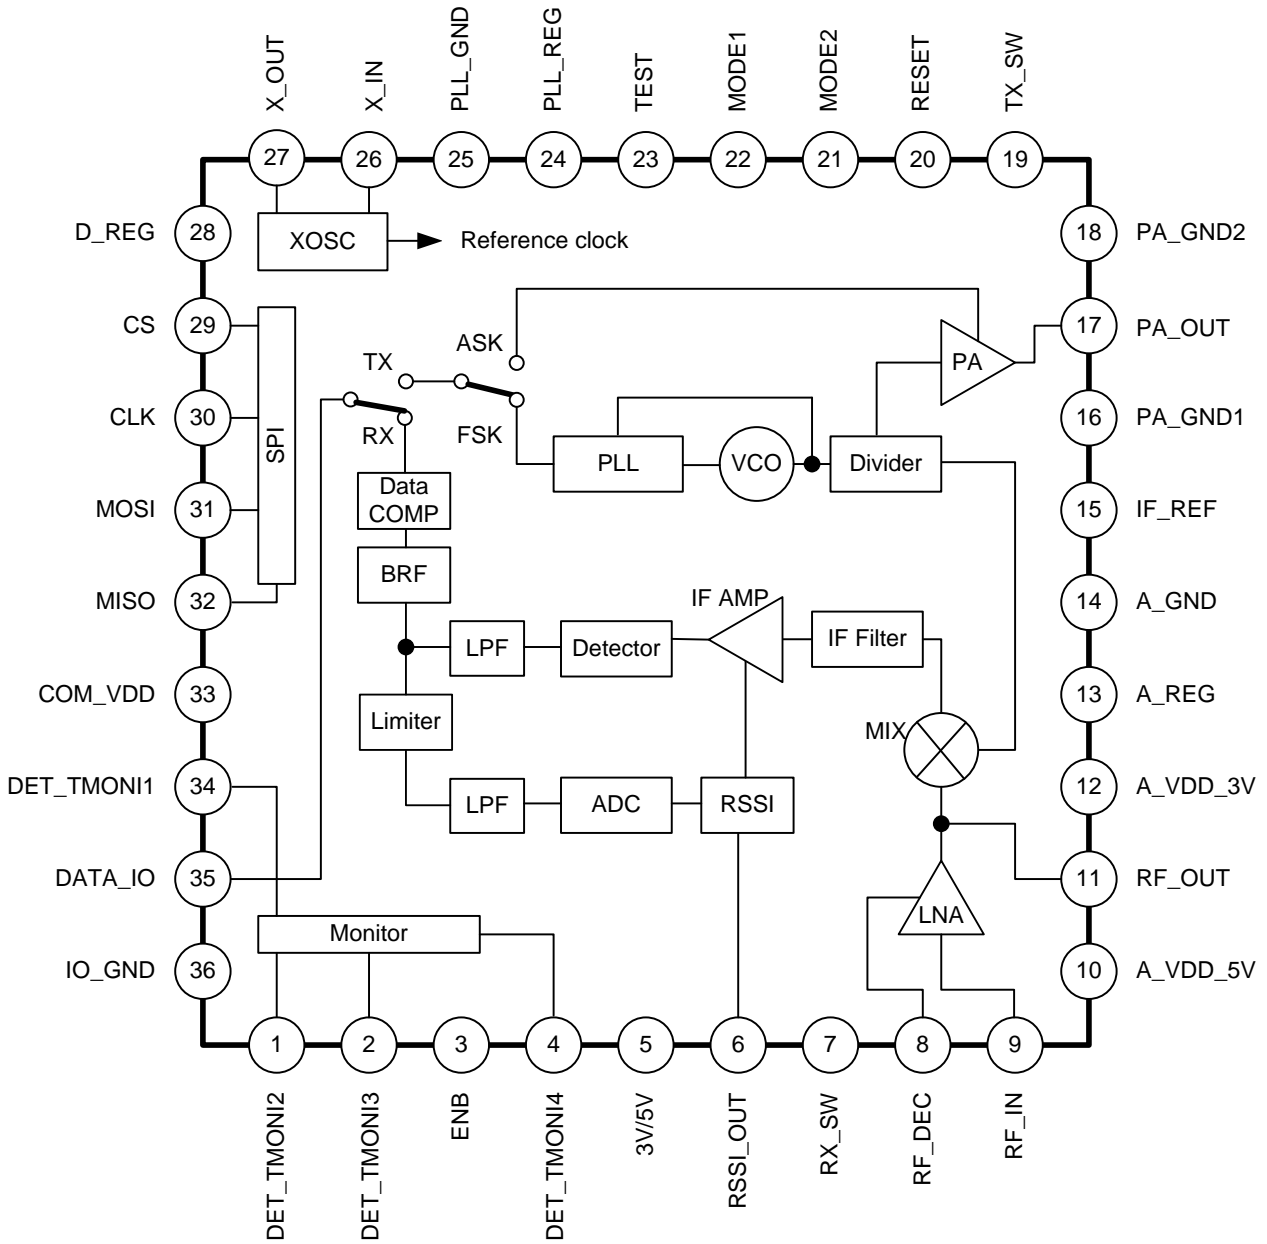 X_OUT
X_IN
PLL_GND
PLL_REG
TEST
MODE1
MODE2
RESET
TX_SW
27
26
25
24
23
22
21
20
19
D_REG
28
XOSC
Reference clock
18
PA_GND2
CS
29
ASK
PA
17
PA_OUT
TX
CLK
30
SPI
RX
FSK
16
PA_GND1
PLL
VCO
Divider
MOSI
31
Data
COMP
15
IF_REF
BRF
MISO
32
IF AMP
14
A_GND
LPF
Detector
IF Filter
COM_VDD
33
Limiter
MIX
13
A_REG
DET_TMONI1
34
LPF
ADC
RSSI
12
A_VDD_3V
DATA_IO
35
LNA
11
RF_OUT
Monitor
IO_GND
36
10
A_VDD_5V
1
2
3
4
5
6
7
8
9
DET_TMONI2
DET_TMONI3
ENB
DET_TMONI4
3V/5V
RSSI_OUT
RX_SW
RF_DEC
RF_IN